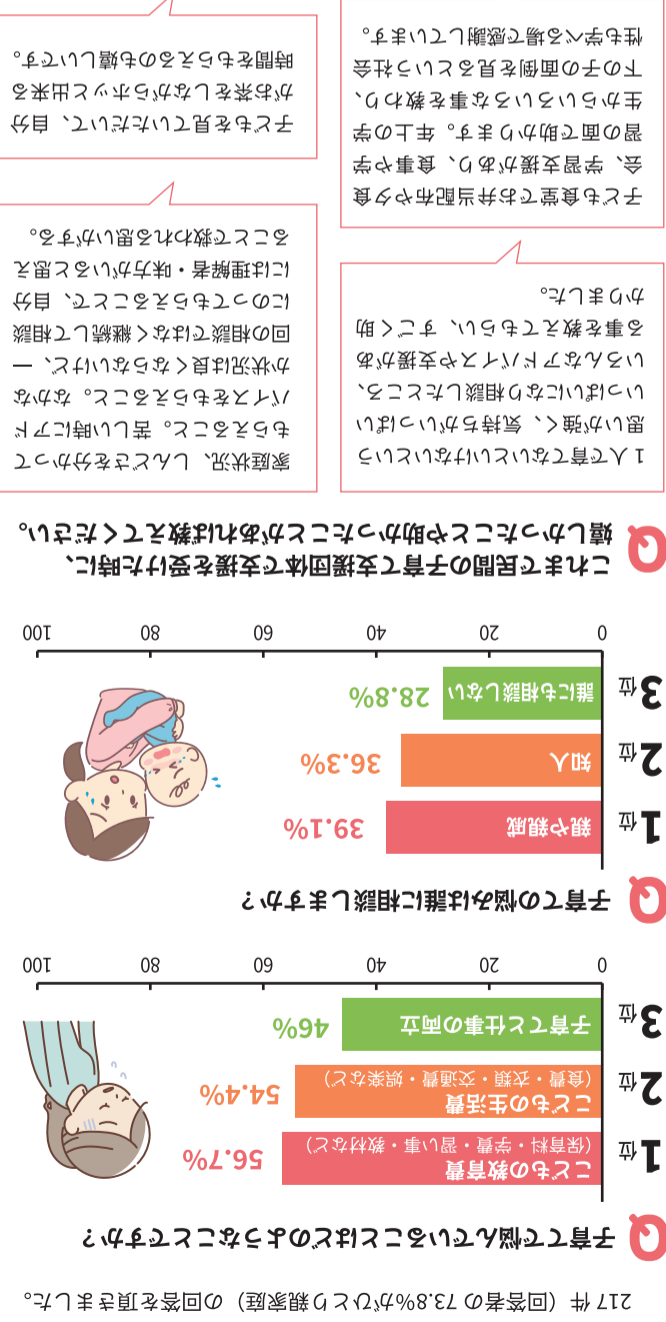 217 件（回答者の 73.8%がひとり親家庭）の回答を頂きました。
Q 子育てで悩んでいることはどのようなことですか？
1位 こどもの教育費 56.7%
（保育料・学費・習い事・教材など）
2位 こどもの生活費 54.4%
（食費・衣類・交通費・娯楽など）
3位 子育てと仕事の両立 46%
0 20 40 60 80 100
Q 子育ての悩みは誰に相談しますか？
1位 親や親戚 39.1%
2位 知人 36.3%
3位 誰にも相談しない 28.8%
0 20 40 60 80 100
Q これまで民間の子育て支援団体で支援を受けた時に、
嬉しかったことや助かったことがあれば教えてください。
1人で育てないといけないという
思いが強く、気持ちがいっぱい
いっぱいになり相談したところ、
いろんなアドバイスや支援があ
る事を教えてもらい、すごく助
かりました。
家庭状況、しんどさを分かって
もらえること。苦しい時にアド
バイスをもらえること。なかな
か状況は良くならないけど、一
回の相談ではなく継続して相談
にのってもらえることで、自分
には理解者・味方がいると思え
ることで救われる思いがする。
子ども食堂でお弁当配布や夕食
会、学習支援があり、食事や学
習の面で助かります。年上の学
生からいろいろな事を教わり、
下の子の面倒を見るという社会
性も学べる場で感謝しています。
子どもを見ていただいて、自分
がお茶をしながらホッと出来る
時間をもらえるのも嬉しいです。